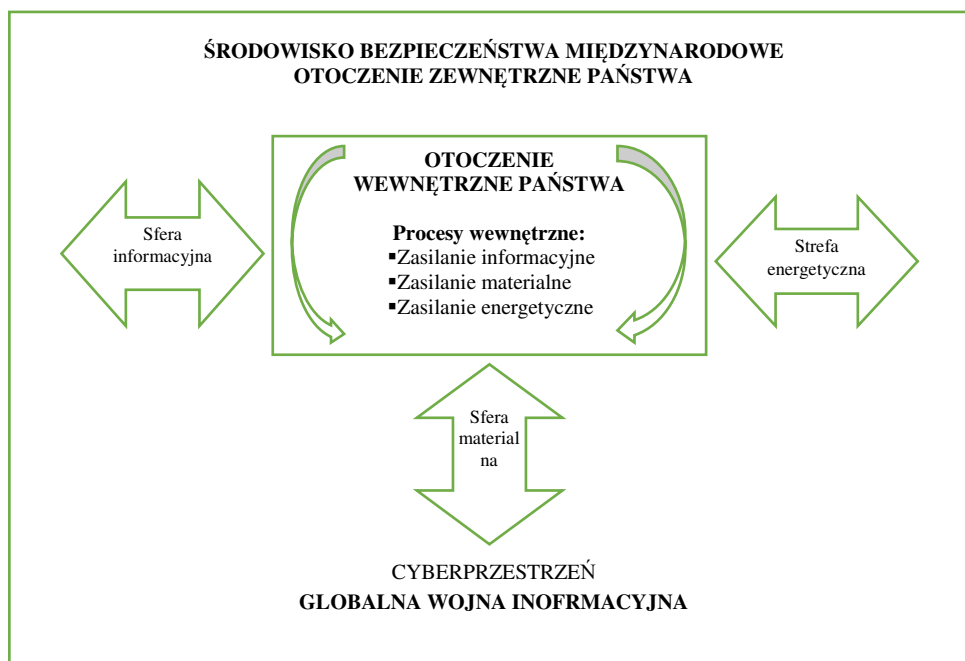 ŚRODOWISKO BEZPIECZEŃSTWA MIĘDZYNARODOWE
OTOCZENIE ZEWNĘTRZNE PAŃSTWA
OTOCZENIE
WEWNĘTRZNE PAŃSTWA
Procesy wewnętrzne:
▪Zasilanie informacyjne
▪Zasilanie materialne
▪Zasilanie energetyczne
Sfera
informacyjna
Strefa
energetyczna
Sfera
material
na
CYBERPRZESTRZEŃ
GLOBALNA WOJNA INOFRMACYJNA